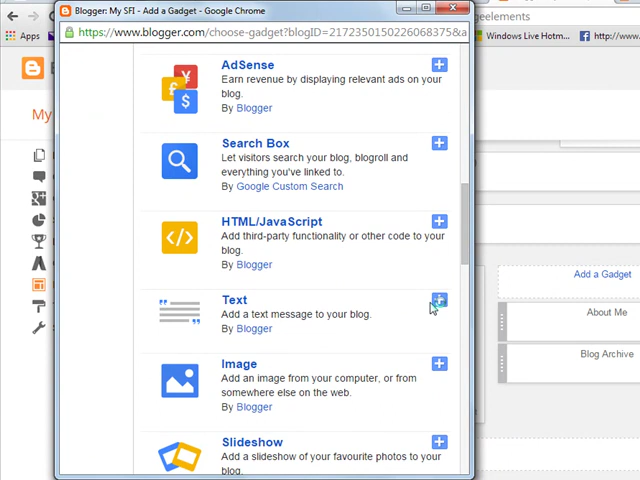 Blogger: My SFI - Add a Gadget - Google Chrome
https://www.blogger.com/choose-gadget?blogID=2172350150226068375&a
geelements
Apps
Windows Live Hotm...
http://www
My
AdSense
Earn revenue by displaying relevant ads on your
blog.
By Blogger
Search Box
Let visitors search your blog, blogroll and
everything you've linked to.
By Google Custom Search
HTML/JavaScript
Add third-party functionality or other code to your
blog.
By Blogger
Text
Add a text message to your blog.
By Blogger
Image
Add an image from your computer, or from
somewhere else on the web.
By Blogger
Slideshow
Add a slideshow of your favourite photos to your
blog.
Add a Gadget
About Me
Blog Archive